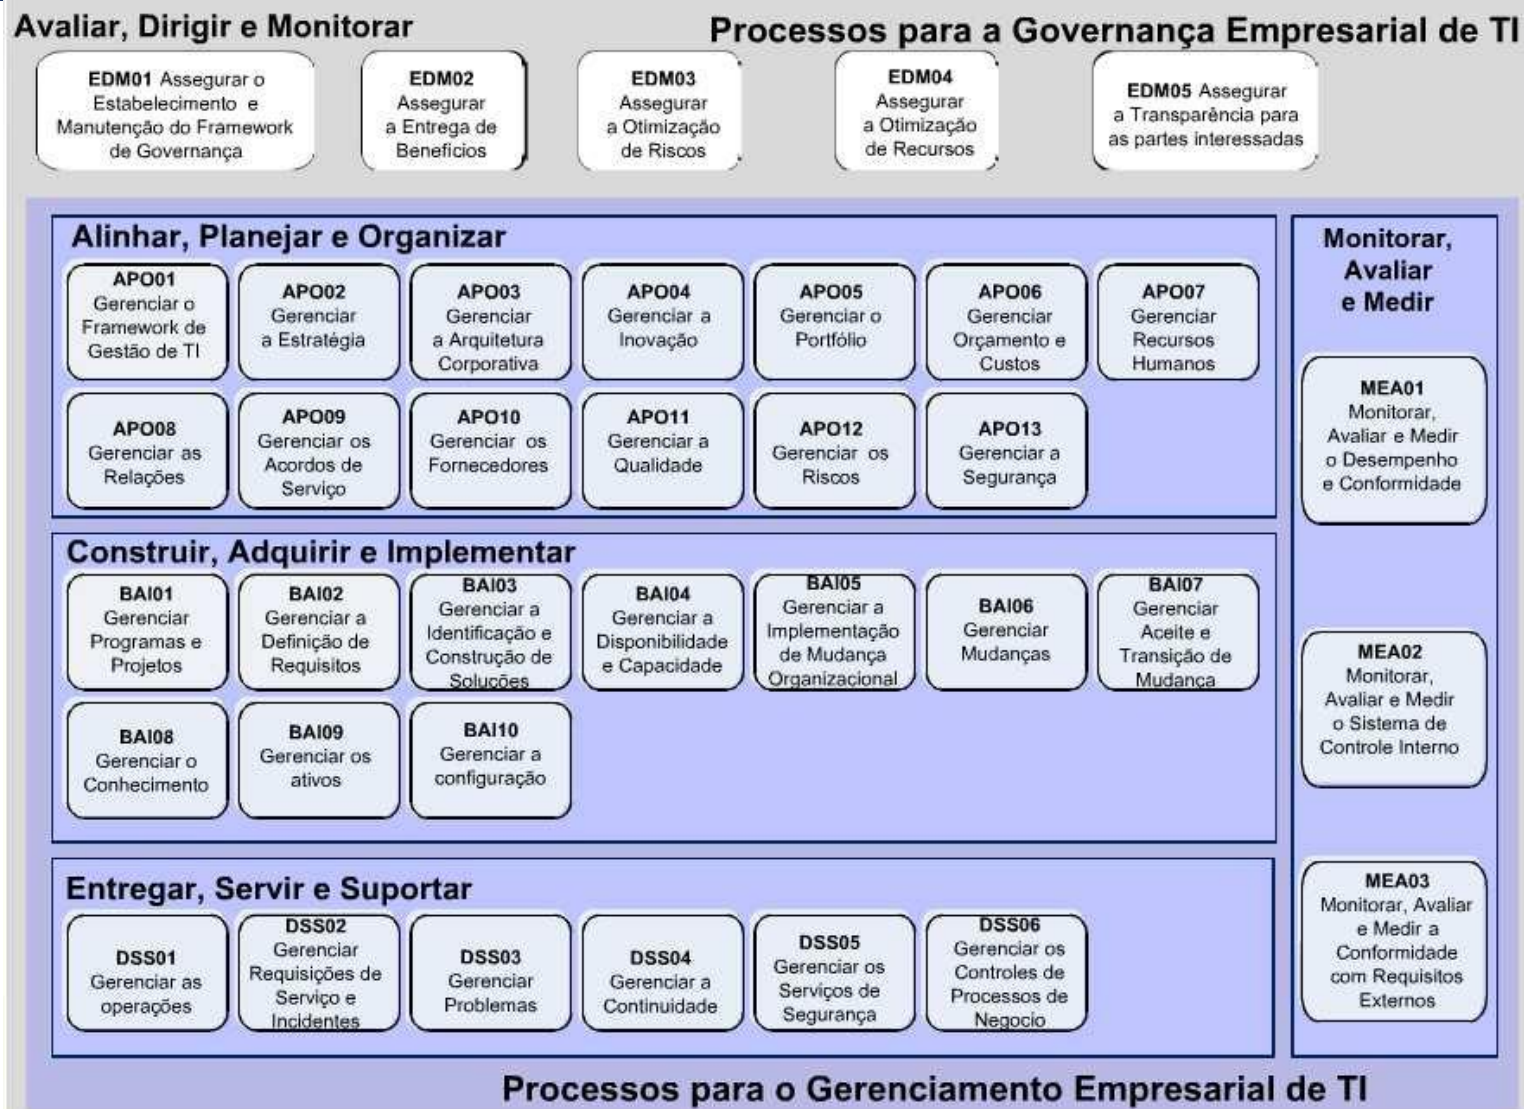 Avaliar, Dirigir e Monitorar
Processos para a Governança Empresarial de TI
EDM01 Assegurar o
Estabelecimento e
Manutenção do Framework
de Governança
EDM02
Assegurar
a Entrega de
Beneficios
EDM03
Assegurar
a Otimização
de Riscos
EDM04
Assegurar
a Otimização
de Recursos
EDM05 Assegurar
a Transparência para
as partes interessadas
Alinhar, Planejar e Organizar
APO01
Gerenciar o
Framework de
Gestão de TI
APO02
Gerenciar
a Estratégia
APO03
Gerenciar
a Arquitetura
Corporativa
APO04
Gerenciar a
Inovação
APO05
Gerenciar o
Portfólio
APO06
Gerenciar
Orçamento e
Custos
APO07
Gerenciar
Recursos
Humanos
APO08
Gerenciar as
Relações
APO09
Gerenciar os
Acordos de
Serviço
APO10
Gerenciar os
Fornecedores
APO11
Gerenciar a
Qualidade
APO12
Gerenciar os
Riscos
APO13
Gerenciar a
Segurança
Construir, Adquirir e Implementar
BAI01
Gerenciar
Programas e
Projetos
BAI02
Gerenciar a
Definição de
Requisitos
BAI03
Gerenciar a
Identificação e
Construção de
Soluções
BAI04
Gerenciar a
Disponibilidade
e Capacidade
BAI05
Gerenciar a
Implementação
de Mudança
Organizacional
BAI06
Gerenciar
Mudanças
BAI07
Gerenciar
Aceite e
Transição de
Mudança
BAI08
Gerenciar o
Conhecimento
BAI09
Gerenciar os
ativos
BAI10
Gerenciar a
configuração
Entregar, Servir e Suportar
DSS01
Gerenciar as
operações
DSS02
Gerenciar
Requisições de
Serviço e
Incidentes
DSS03
Gerenciar
Problemas
DSS04
Gerenciar a
Continuidade
DSS05
Gerenciar os
Serviços de
Segurança
DSS06
Gerenciar os
Controles de
Processos de
Negocio
Monitorar,
Avaliar
e Medir
MEA01
Monitorar,
Avaliar e Medir
o Desempenho
e Conformidade
MEA02
Monitorar,
Avaliar e Medir
o Sistema de
Controle Interno
MEA03
Monitorar, Avaliar
e Medir a
Conformidade
com Requisitos
Externos
Processos para o Gerenciamento Empresarial de TI